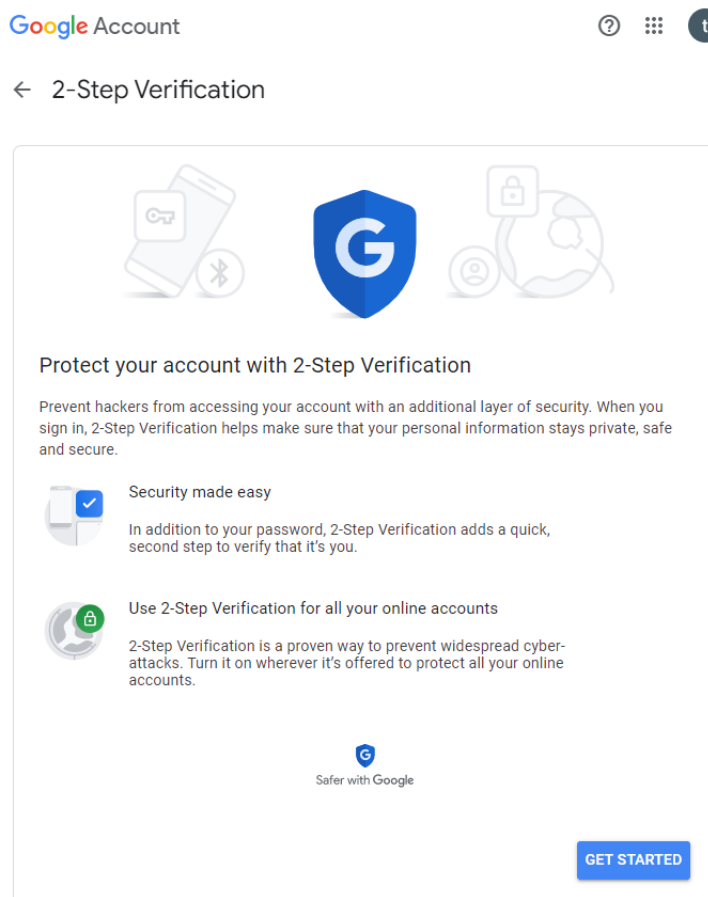 Google Account
t
2-Step Verification
G
Protect your account with 2-Step Verification
Prevent hackers from accessing your account with an additional layer of security. When you
sign in, 2-Step Verification helps make sure that your personal information stays private, safe
and secure.
Security made easy
In addition to your password, 2-Step Verification adds a quick,
second step to verify that it’s you.
Use 2-Step Verification for all your online accounts
2-Step Verification is a proven way to prevent widespread cyber-
attacks. Turn it on wherever it’s offered to protect all your online
accounts.
G
Safer with Google
GET STARTED